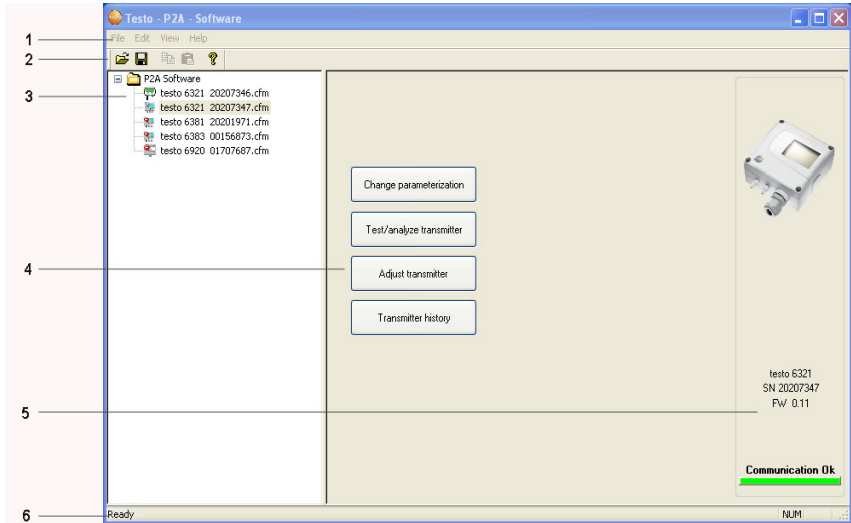 Testo - P2A - Software
1 File Edit View Help
2
3
P2A Software
testo 6321 20207346.cfm
testo 6321 20207347.cfm
testo 6381 20201971.cfm
testo 6383 00156873.cfm
testo 6920 01707687.cfm
Change parameterization
Test/analyze transmitter
4
Adjust transmitter
Transmitter history
testo 6321
SN 20207347
FW 0.11
5
Communication Ok
6 Ready NUM